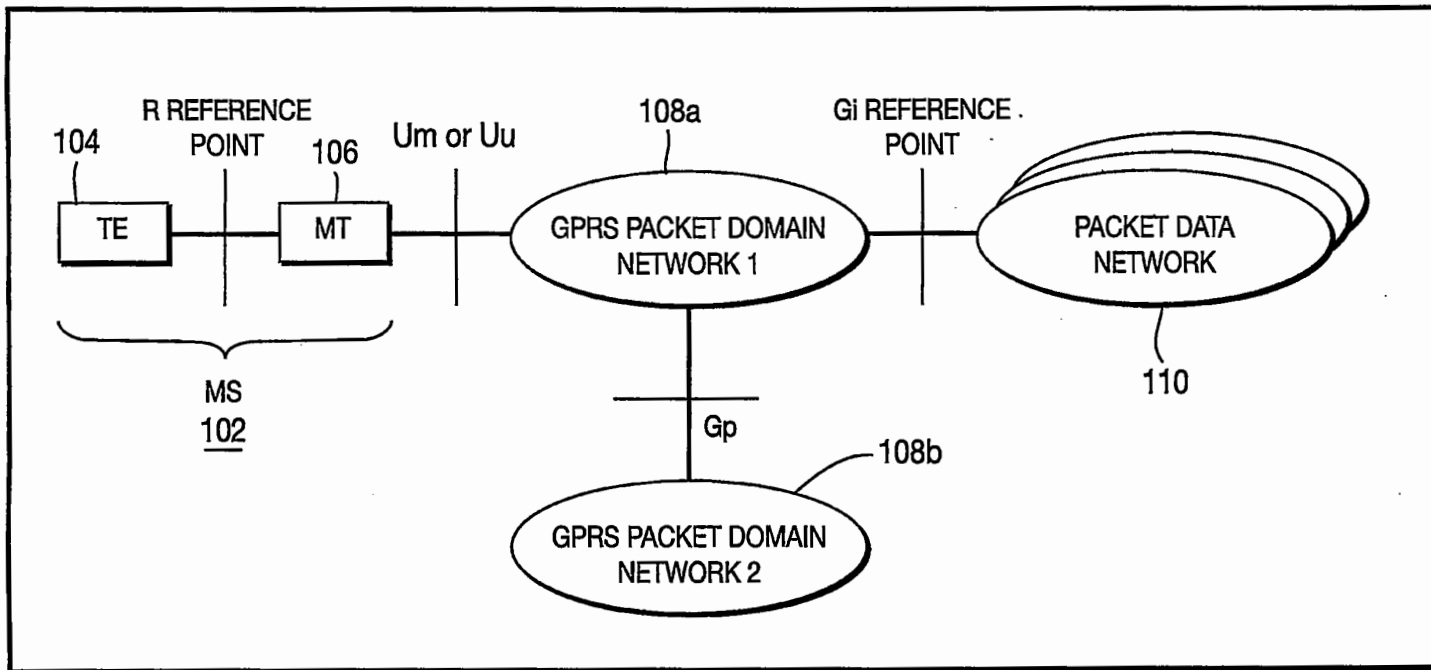 R REFERENCE
POINT
104
106
Um or Uu
108a
Gi REFERENCE
POINT
TE
MT
GPRS PACKET DOMAIN
NETWORK 1
PACKET DATA
NETWORK
110
MS
102
Gp
108b
GPRS PACKET DOMAIN
NETWORK 2